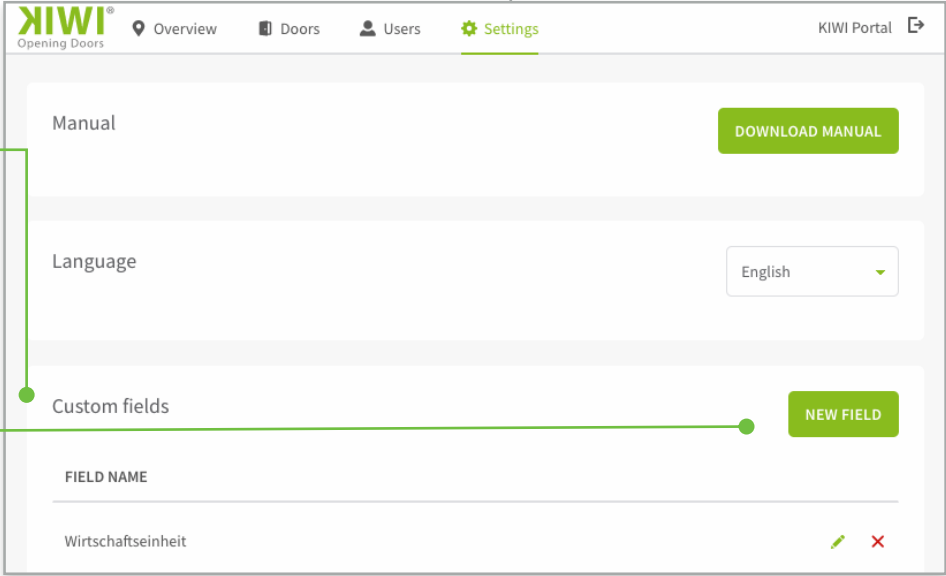 KIWI®
Opening Doors
Overview
Doors
Users
Settings
KIWI Portal
Manual
DOWNLOAD MANUAL
Language
English
Custom fields
NEW FIELD
FIELD NAME
Wirtschaftseinheit